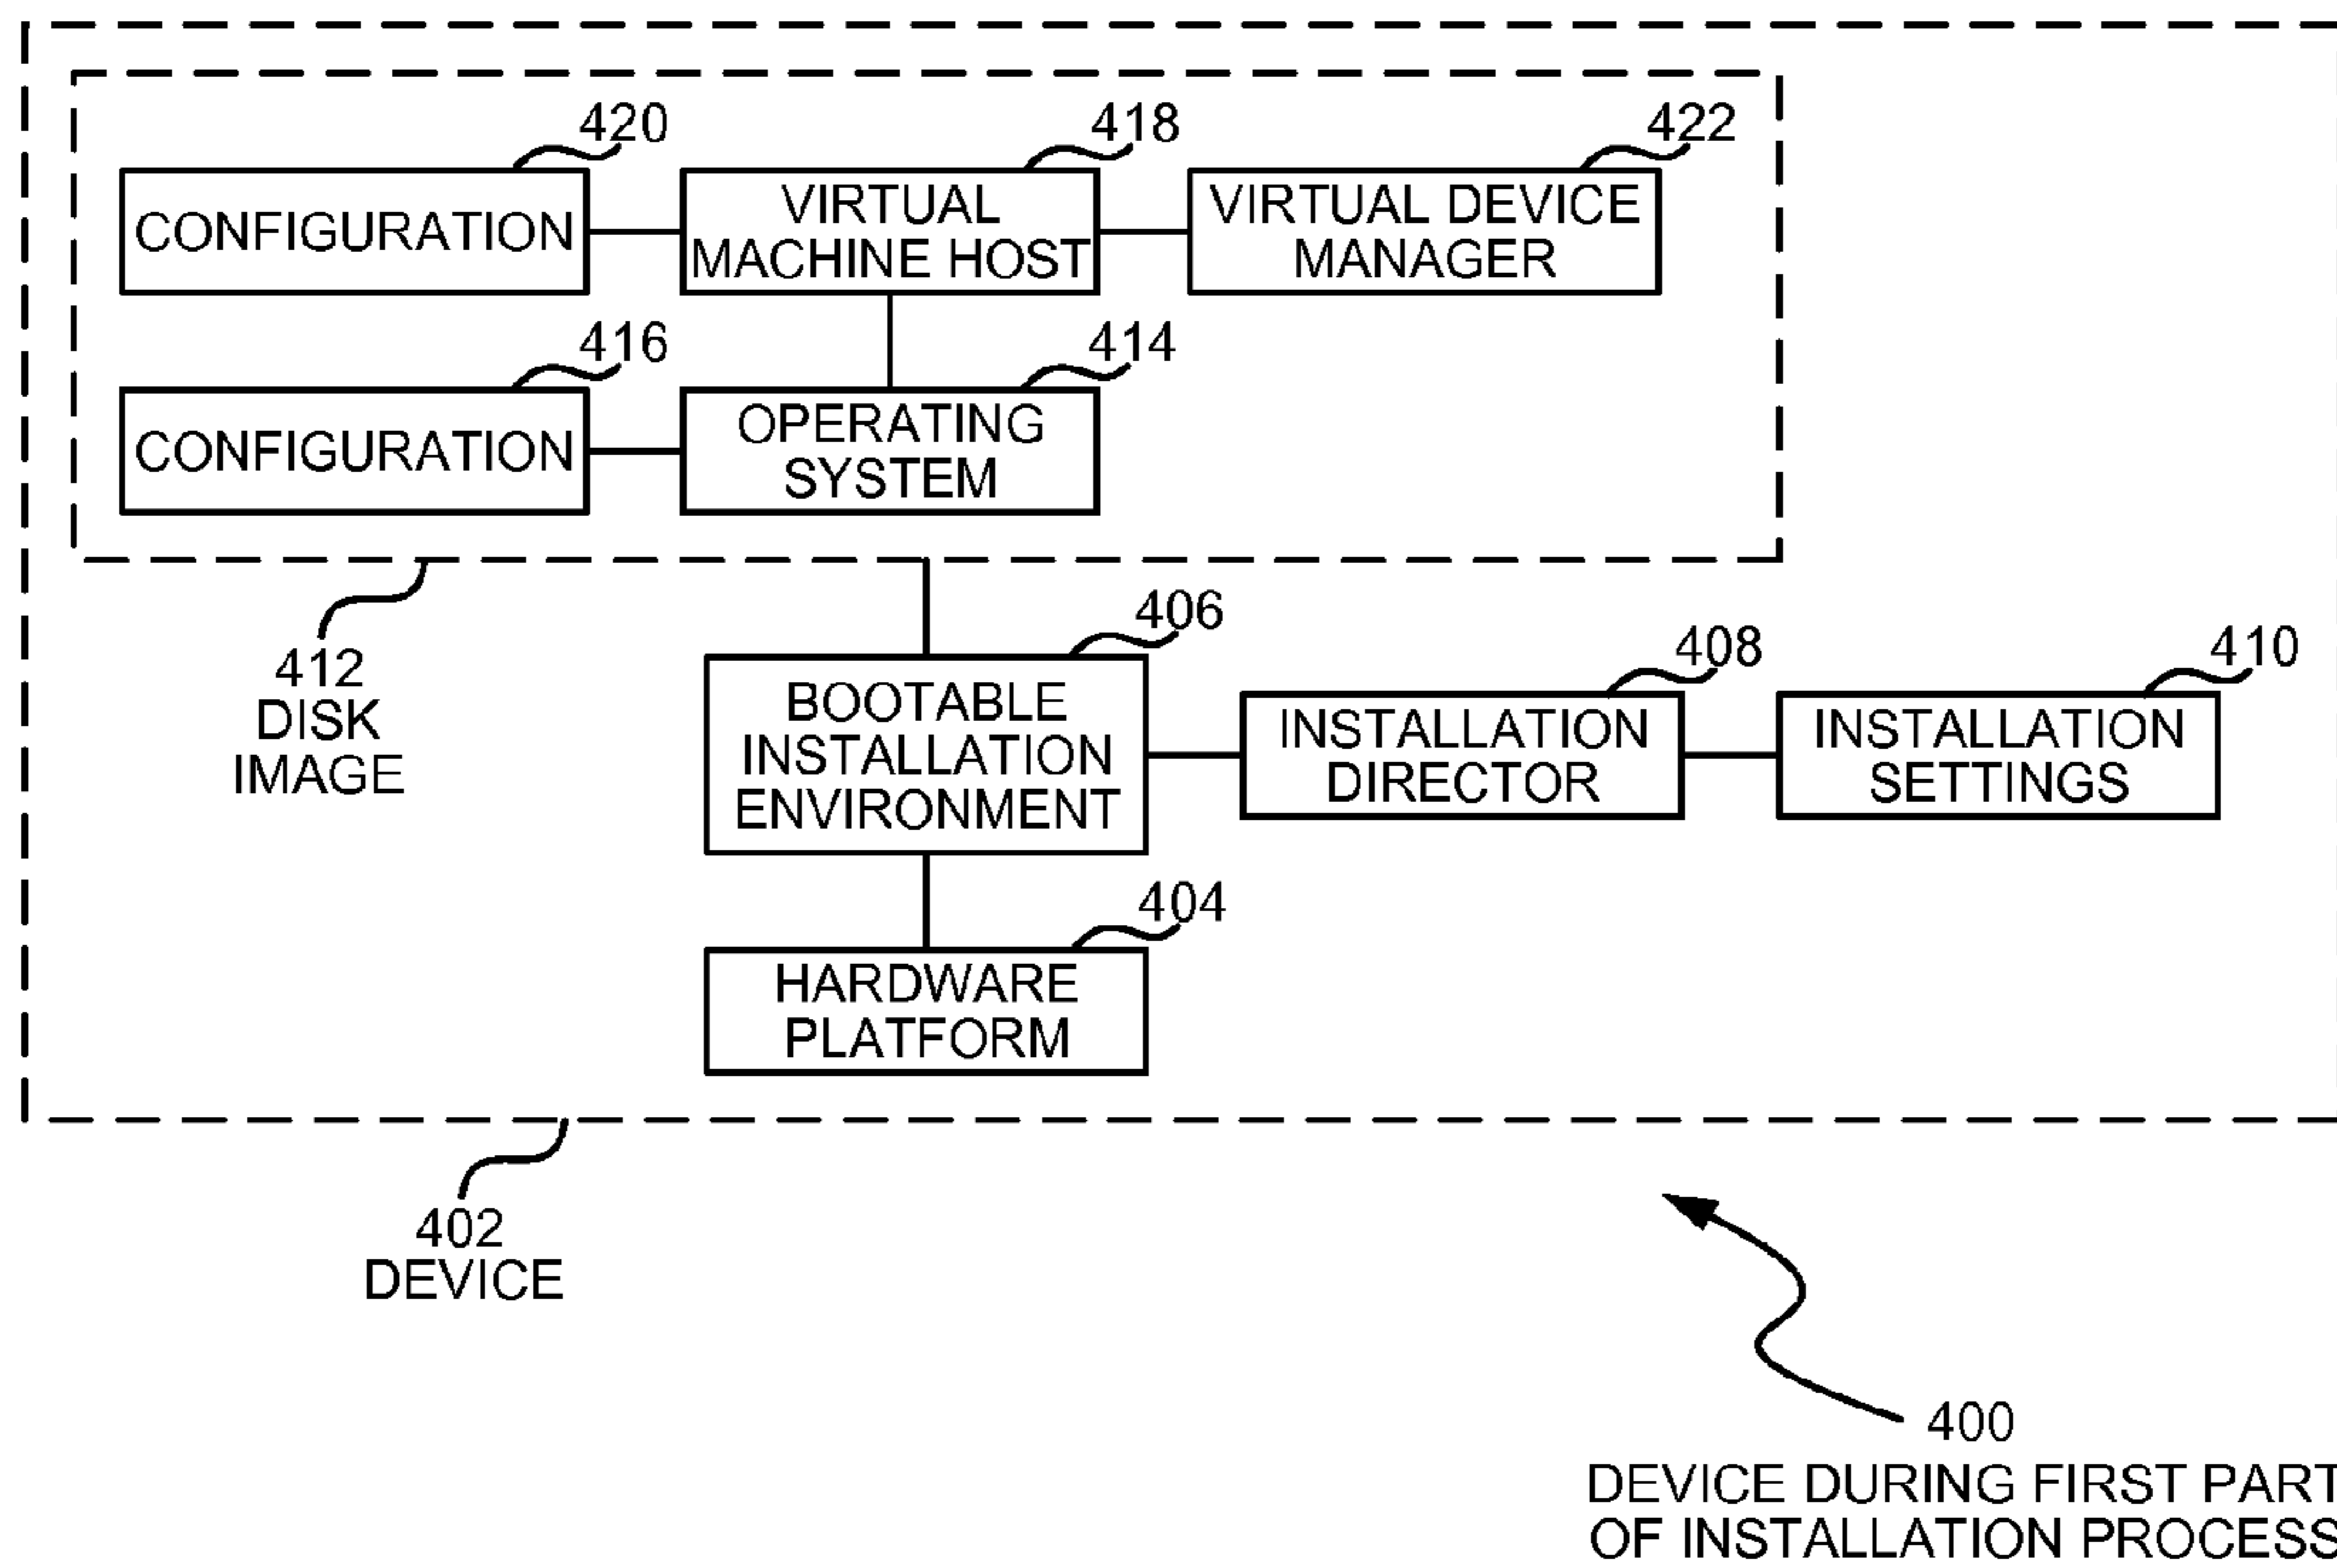 420
418
422
CONFIGURATION
VIRTUAL
MACHINE HOST
VIRTUAL DEVICE
MANAGER
416
414
CONFIGURATION
OPERATING
SYSTEM
412
DISK
IMAGE
406
408
410
BOOTABLE
INSTALLATION
ENVIRONMENT
INSTALLATION
DIRECTOR
INSTALLATION
SETTINGS
404
HARDWARE
PLATFORM
402
DEVICE
400
DEVICE DURING FIRST PART
OF INSTALLATION PROCESS